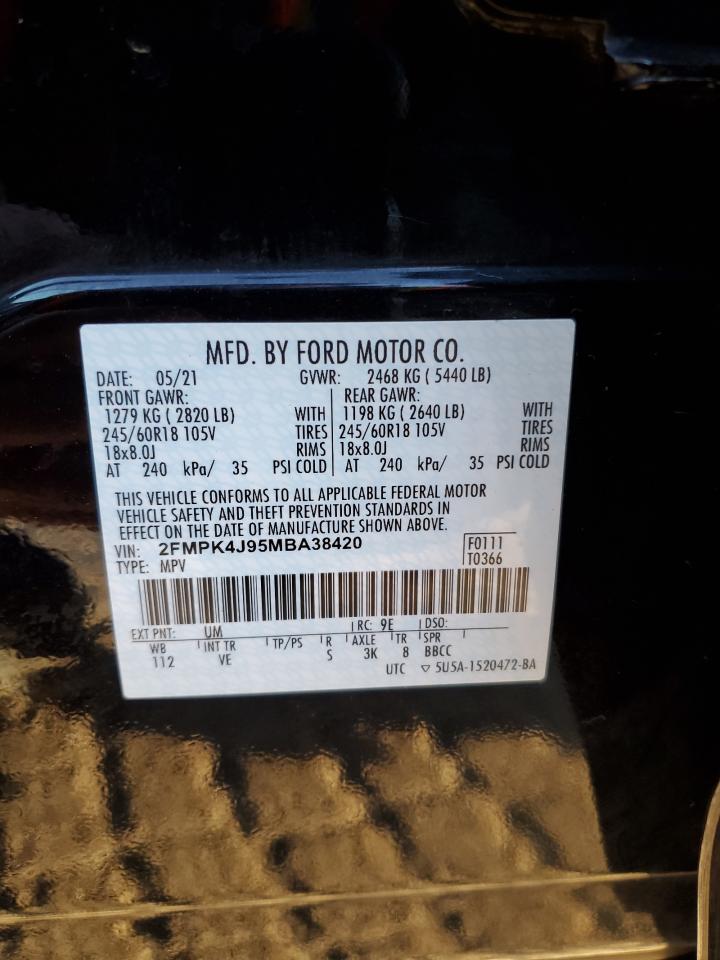 MFD. BY FORD MOTOR CO.
DATE: 05/21 GVWR: 2468 KG ( 5440 LB)
FRONT GAWR: REAR GAWR:
1279 KG ( 2820 LB) WITH 1198 KG ( 2640 LB) WITH
245/60R18 105V TIRES 245/60R18 105V TIRES
18x8.0J RIMS 18x8.0J RIMS
AT 240 kPa/ 35 PSI COLD AT 240 kPa/ 35 PSI COLD
THIS VEHICLE CONFORMS TO ALL APPLICABLE FEDERAL MOTOR
VEHICLE SAFETY AND THEFT PREVENTION STANDARDS IN
EFFECT ON THE DATE OF MANUFACTURE SHOWN ABOVE.
VIN: 2FMPK4J95MBA38420 F0111
TYPE: MPV T0366
EXT PNT: UM RC: 9E DSO:
WB INT TR TP/PS R AXLE TR SPR
112 VE S 3K 8 BBCC
UTC ▽ 5U5A-1520472-BA